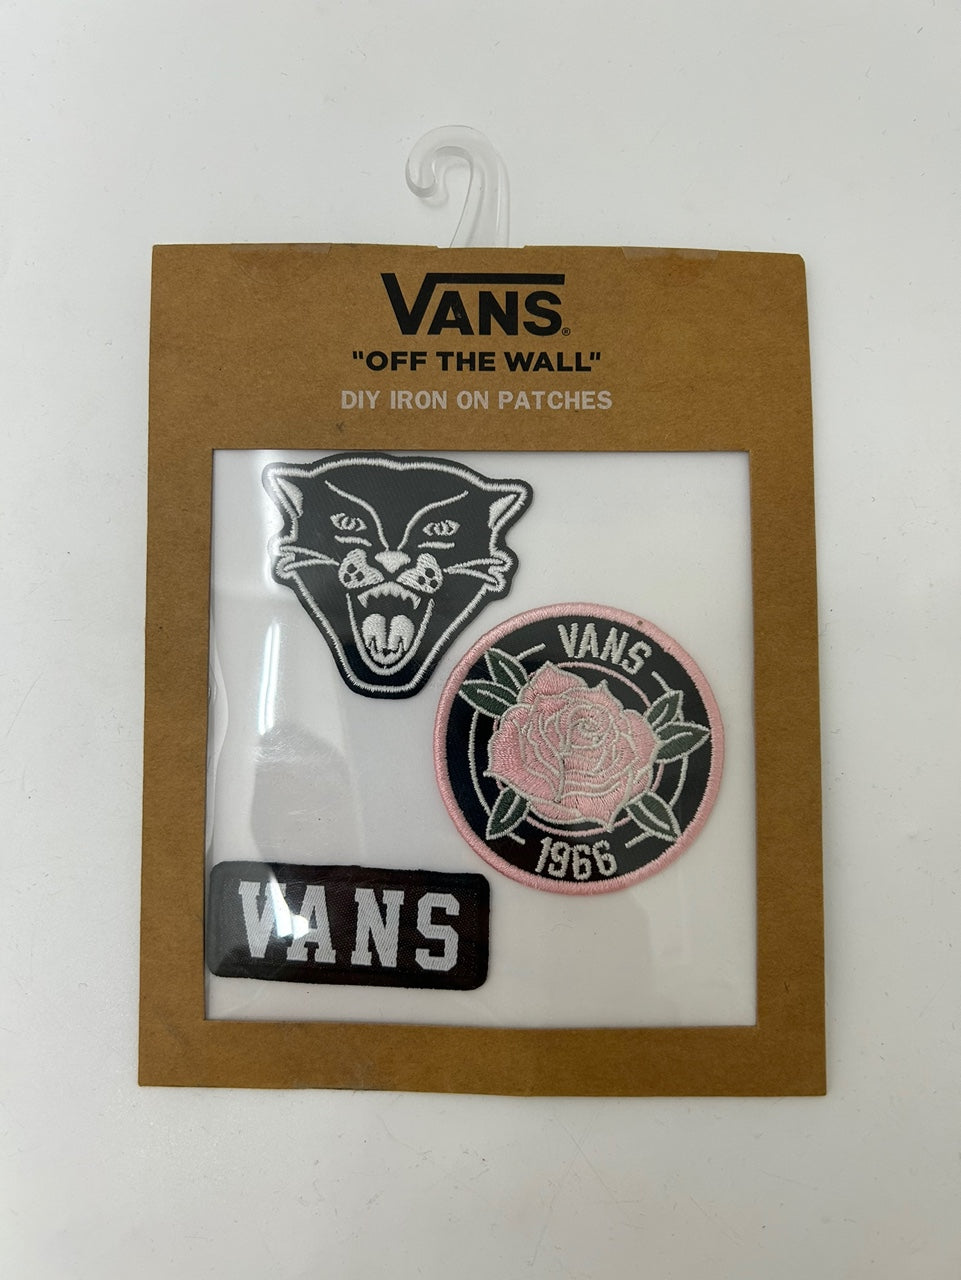 VANS®
"OFF THE WALL"
DIY IRON ON PATCHES
VANS
1966
VANS